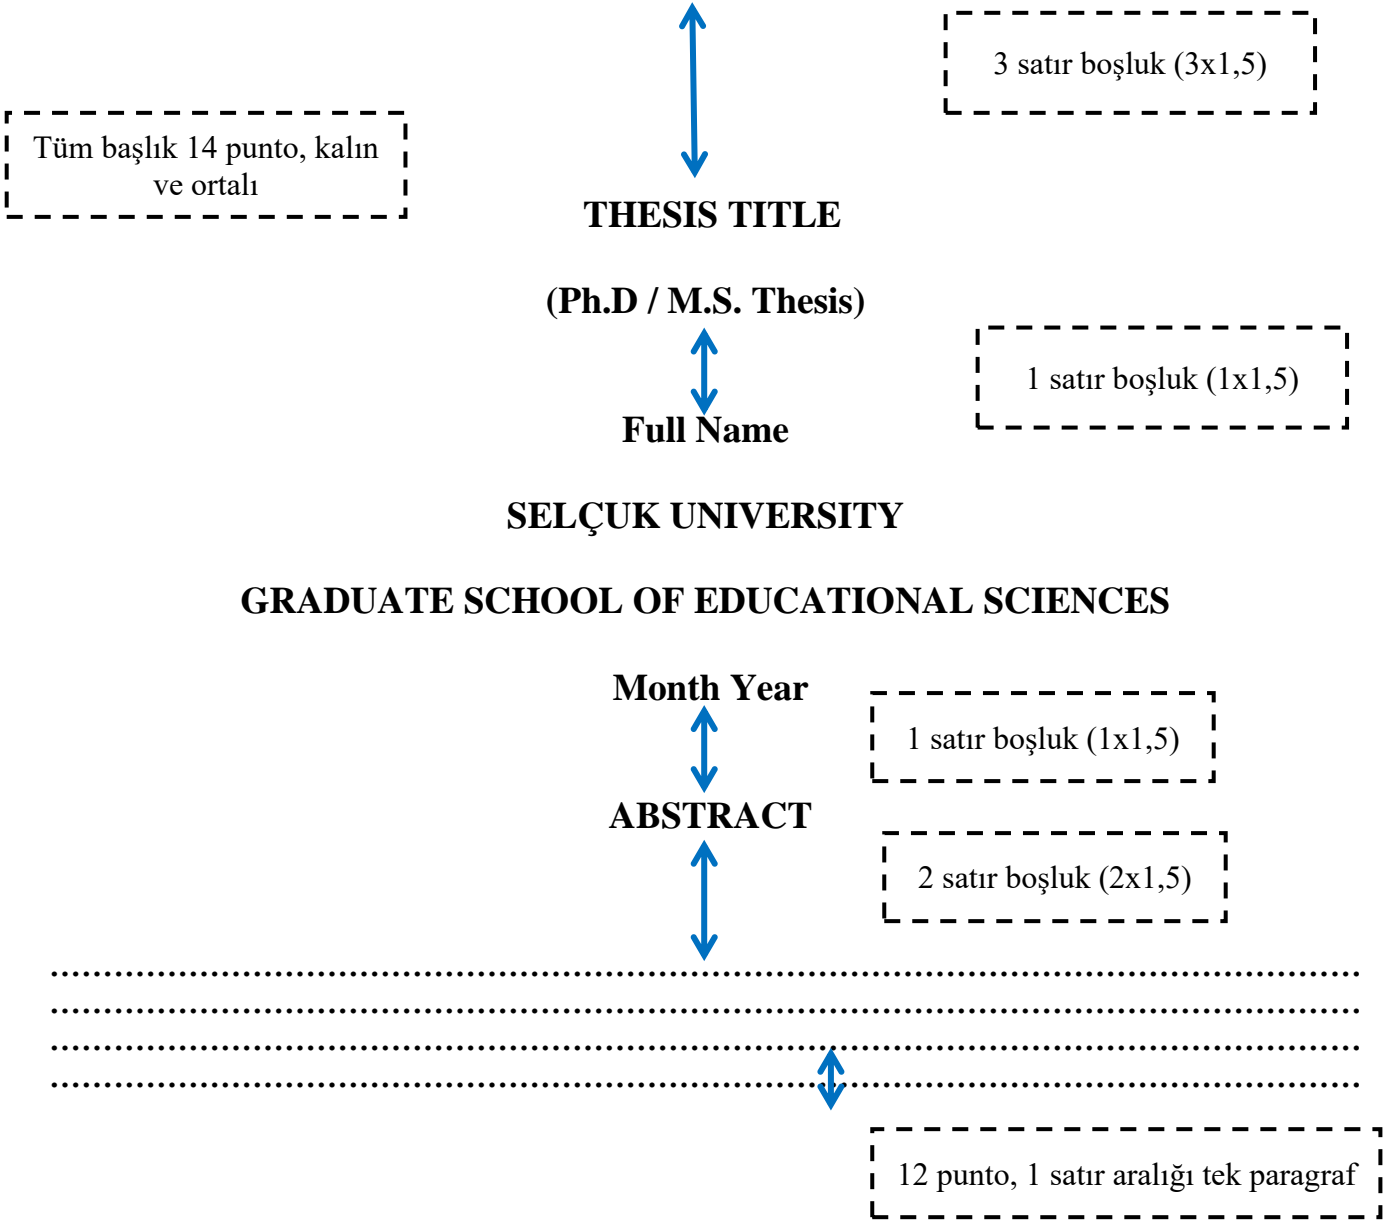 3 satır boşluk (3x1,5)
Tüm başlık 14 punto, kalın
ve ortalı
THESIS TITLE
(Ph.D / M.S. Thesis)
1 satır boşluk (1x1,5)
Full Name
SELÇUK UNIVERSITY
GRADUATE SCHOOL OF EDUCATIONAL SCIENCES
Month Year
1 satır boşluk (1x1,5)
ABSTRACT
2 satır boşluk (2x1,5)
12 punto, 1 satır aralığı tek paragraf